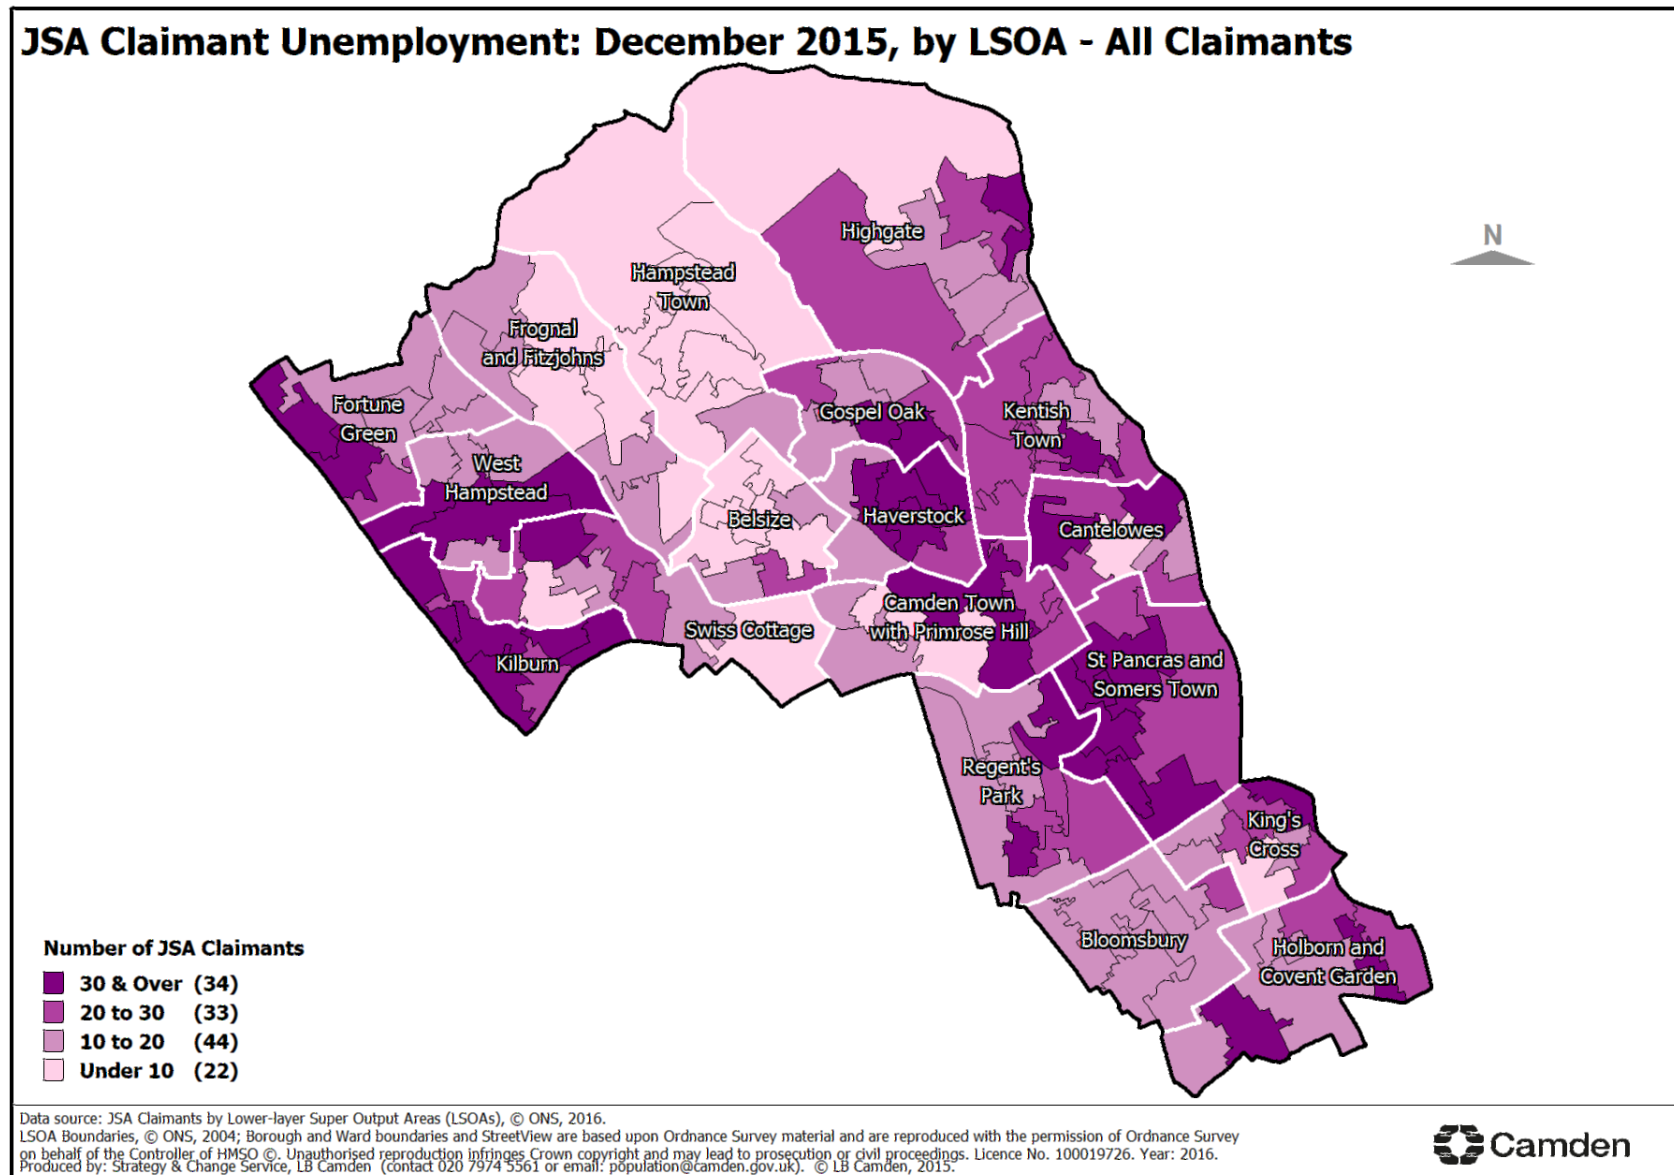 JSA Claimant Unemployment: December 2015, by LSOA - All Claimants
N
Highgate
Hampstead
Town
Frognal
and Fitzjohns
Fortune
Green
Gospel Oak
Kentish
Town
West
Hampstead
Belsize
Haverstock
Cantelowes
Camden Town
with Primrose Hill
Swiss Cottage
Kilburn
St Pancras and
Somers Town
Regent's
Park
King's
Cross
Bloomsbury
Holborn and
Covent Garden
Number of JSA Claimants
30 & Over (34)
20 to 30 (33)
10 to 20 (44)
Under 10 (22)
Data source: JSA Claimants by Lower-layer Super Output Areas (LSOAs), © ONS, 2016.
LSOA Boundaries, © ONS, 2004; Borough and Ward boundaries and StreetView are based upon Ordnance Survey material and are reproduced with the permission of Ordnance Survey
on behalf of the Controller of HMSO ©. Unauthorised reproduction infringes Crown copyright and may lead to prosecution or civil proceedings. Licence No. 100019726. Year: 2016.
Produced by: Strategy & Change Service, LB Camden (contact 020 7974 5561 or email: population@camden.gov.uk). © LB Camden, 2015.
Camden